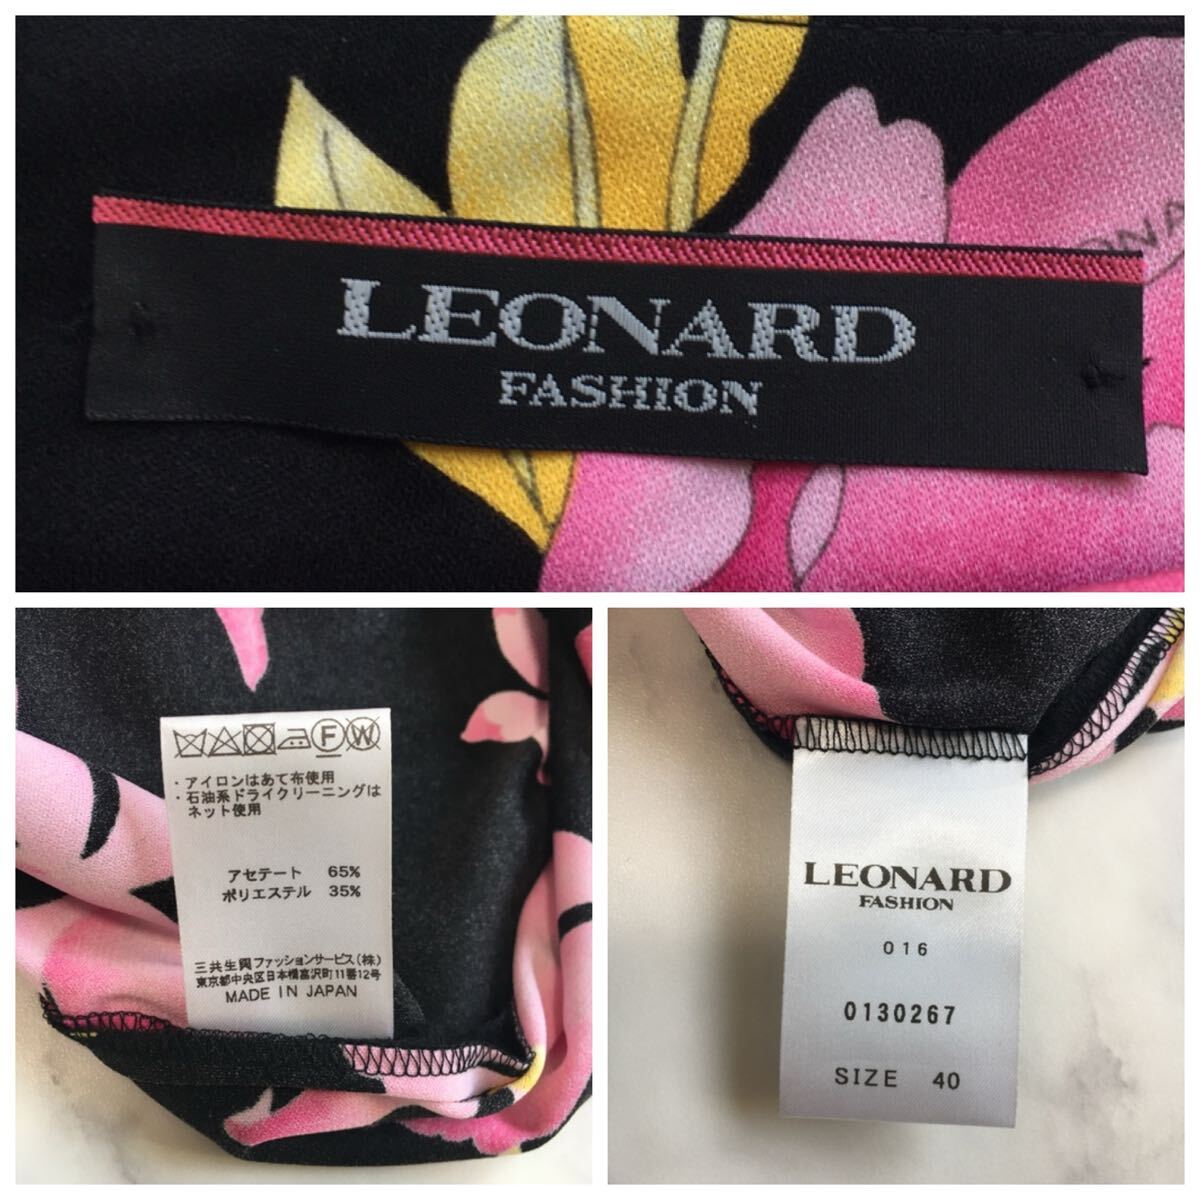 LEONARD
FASHION
ONA
F
W
・アイロンはあて布使用
・石油系ドライクリーニングは
ネット使用
アセテート 65%
ポリエステル 35%
三共生興ファッションサービス(株)
東京都中央区日本橋富沢町11番12号
MADE IN JAPAN
LEONARD
FASHION
016
0130267
SIZE 40